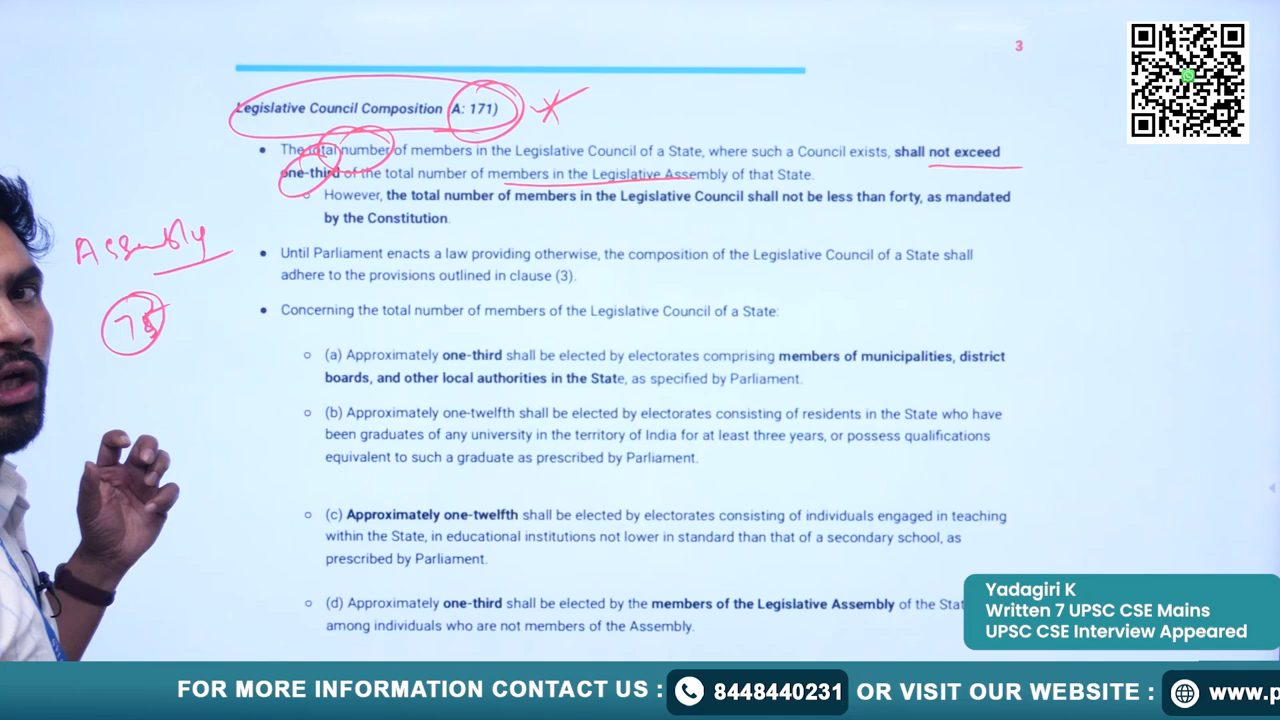 3
Legislative Council Composition (A: 171)
The total number of members in the Legislative Council of a State, where such a Council exists, shall not exceed
one-third of the total number of members in the Legislative Assembly of that State.
However, the total number of members in the Legislative Council shall not be less than forty, as mandated
by the Constitution.
Assembly
Until Parliament enacts a law providing otherwise, the composition of the Legislative Council of a State shall
adhere to the provisions outlined in clause (3).
Concerning the total number of members of the Legislative Council of a State:
(a) Approximately one-third shall be elected by electorates comprising members of municipalities, district
boards, and other local authorities in the State, as specified by Parliament.
(b) Approximately one-twelfth shall be elected by electorates consisting of residents in the State who have
been graduates of any university in the territory of India for at least three years, or possess qualifications
equivalent to such a graduate as prescribed by Parliament.
(c) Approximately one-twelfth shall be elected by electorates consisting of individuals engaged in teaching
within the State, in educational institutions not lower in standard than that of a secondary school, as
prescribed by Parliament.
(d) Approximately one-third shall be elected by the members of the Legislative Assembly of the Stat
among individuals who are not members of the Assembly.
Yadagiri K
Written 7 UPSC CSE Mains
UPSC CSE Interview Appeared
FOR MORE INFORMATION CONTACT US : 8448440231 OR VISIT OUR WEBSITE : www.p